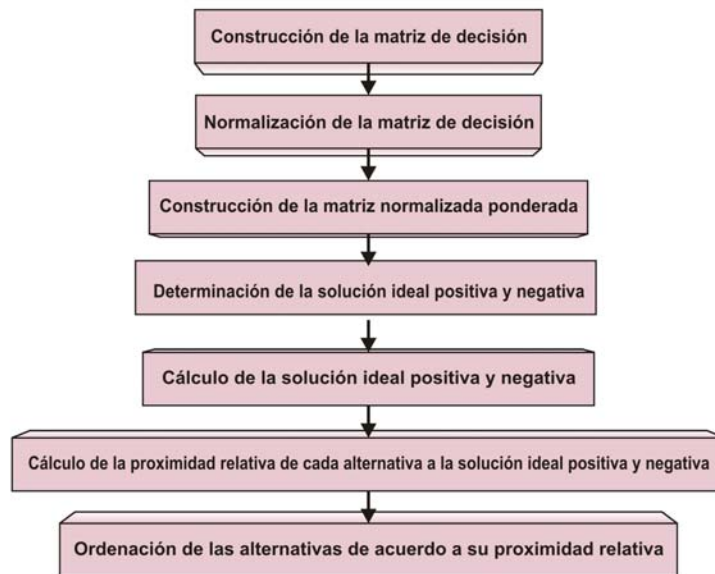 Construcción de la matriz de decisión
Normalización de la matriz de decisión
Construcción de la matriz normalizada ponderada
Determinación de la solución ideal positiva y negativa
Cálculo de la solución ideal positiva y negativa
Cálculo de la proximidad relativa de cada alternativa a la solución ideal positiva y negativa
Ordenación de las alternativas de acuerdo a su proximidad relativa